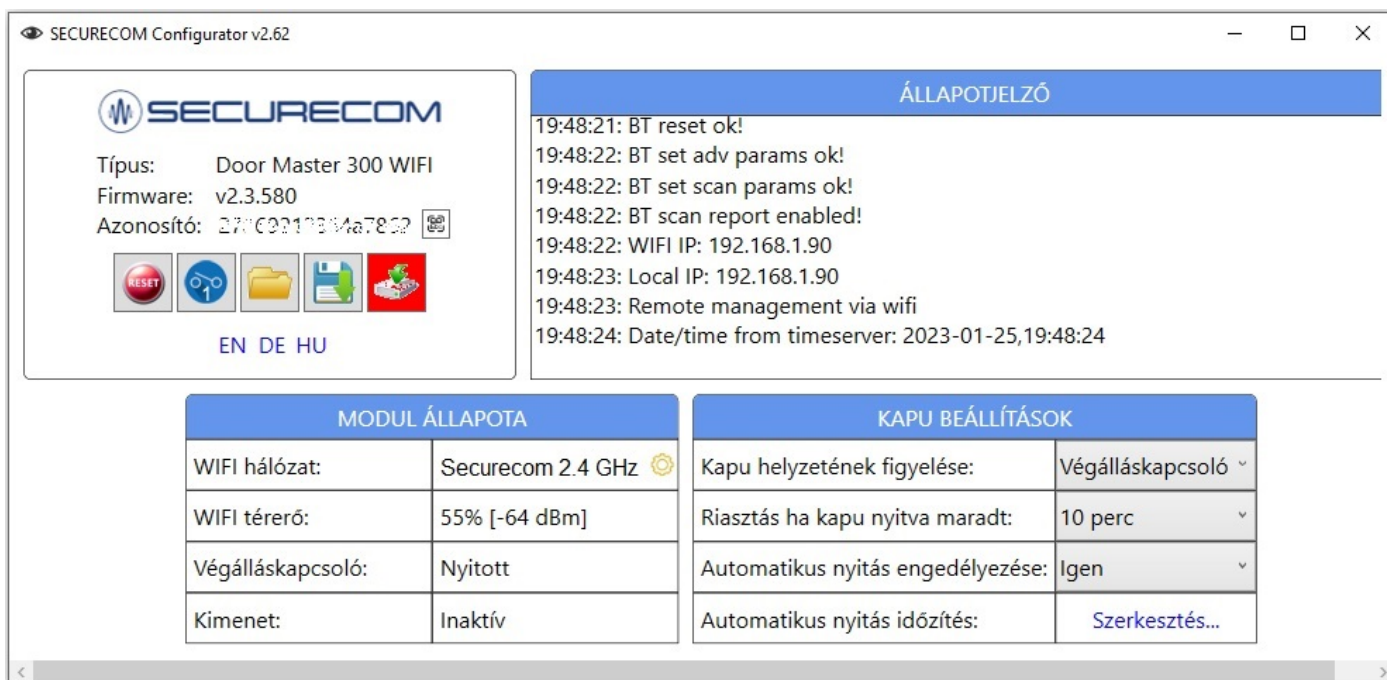 SECURECOM Configurator v2.62
SECURECOM
Típus: Door Master 300 WIFI
Firmware: v2.3.580
Azonosító:
RESET
1
EN DE HU
ÁLLAPOTJELZŐ
19:48:21: BT reset ok!
19:48:22: BT set adv params ok!
19:48:22: BT set scan params ok!
19:48:22: BT scan report enabled!
19:48:22: WIFI IP: 192.168.1.90
19:48:23: Local IP: 192.168.1.90
19:48:23: Remote management via wifi
19:48:24: Date/time from timeserver: 2023-01-25,19:48:24
MODUL ÁLLAPOTA
WIFI hálózat: Securecom 2.4 GHz
WIFI térerő: 55% [-64 dBm]
Végálláskapcsoló: Nyitott
Kimenet: Inaktív
KAPU BEÁLLÍTÁSOK
Kapu helyzetének figyelése: Végálláskapcsoló
Riasztás ha kapu nyitva maradt: 10 perc
Automatikus nyitás engedélyezése: Igen
Automatikus nyitás időzítés: Szerkesztés...